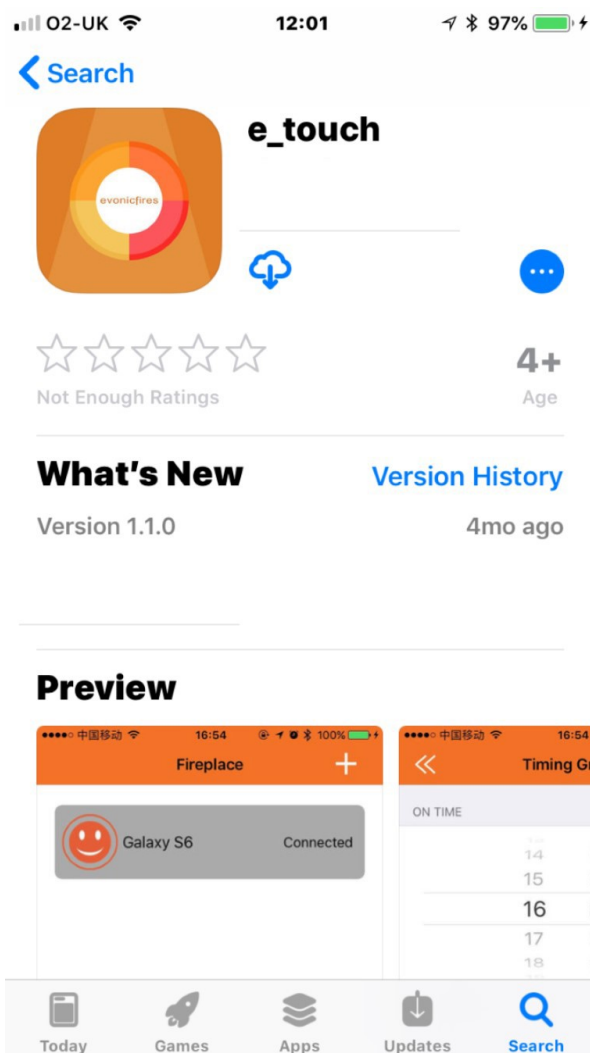 O2-UK 12:01 97%
Search
e_touch
evonicfires
Not Enough Ratings
4+
Age
What's New Version History
Version 1.1.0 4mo ago
Preview
中国移动 16:54 100%
Fireplace +
Galaxy S6 Connected
中国移动 16:54
Timing G
ON TIME
14
15
16
17
18
Today Games Apps Updates Search